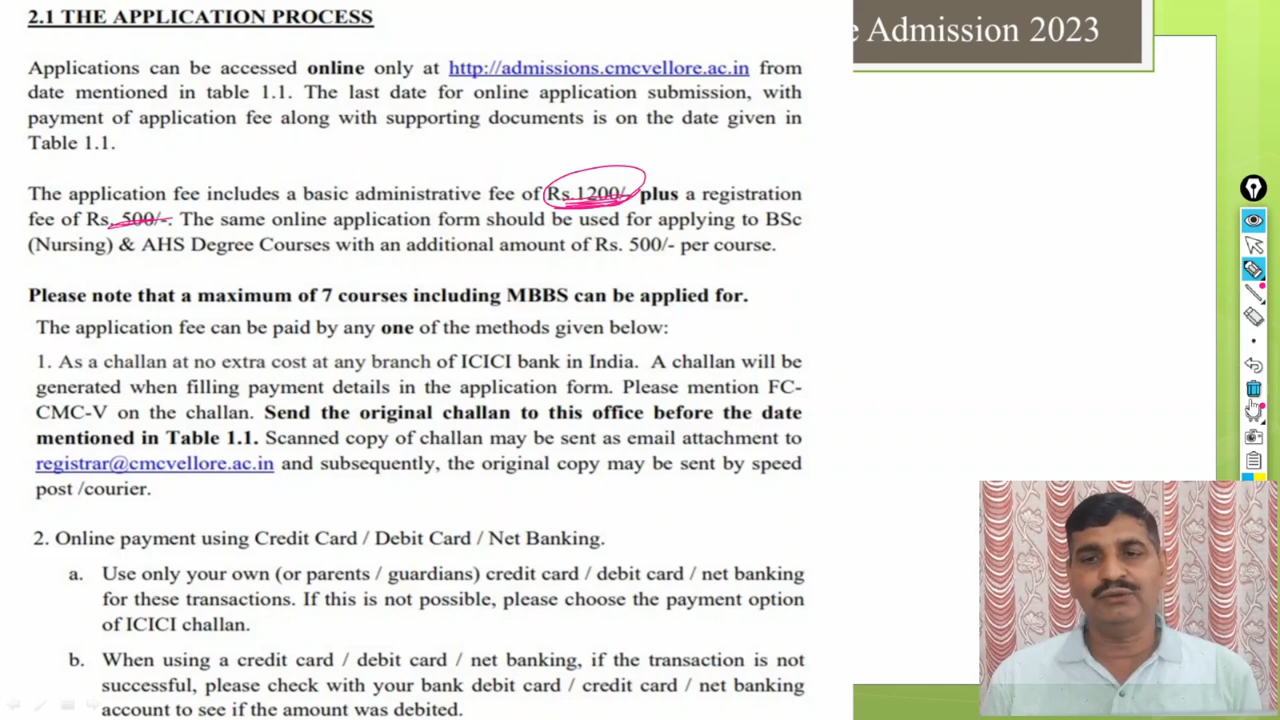 2.1 THE APPLICATION PROCESS
e Admission 2023
Applications can be accessed online only at http://admissions.cmcvellore.ac.in from
date mentioned in table 1.1. The last date for online application submission, with
payment of application fee along with supporting documents is on the date given in
Table 1.1.
The application fee includes a basic administrative fee of Rs.1200/- plus a registration
fee of Rs. 500/-. The same online application form should be used for applying to BSc
(Nursing) & AHS Degree Courses with an additional amount of Rs. 500/- per course.
Please note that a maximum of 7 courses including MBBS can be applied for.
The application fee can be paid by any one of the methods given below:
1. As a challan at no extra cost at any branch of ICICI bank in India. A challan will be
generated when filling payment details in the application form. Please mention FC-
CMC-V on the challan. Send the original challan to this office before the date
mentioned in Table 1.1. Scanned copy of challan may be sent as email attachment to
registrar@cmcvellore.ac.in and subsequently, the original copy may be sent by speed
post /courier.
2. Online payment using Credit Card / Debit Card / Net Banking.
a. Use only your own (or parents / guardians) credit card / debit card / net banking
for these transactions. If this is not possible, please choose the payment option
of ICICI challan.
b. When using a credit card / debit card / net banking, if the transaction is not
successful, please check with your bank debit card / credit card / net banking
account to see if the amount was debited.